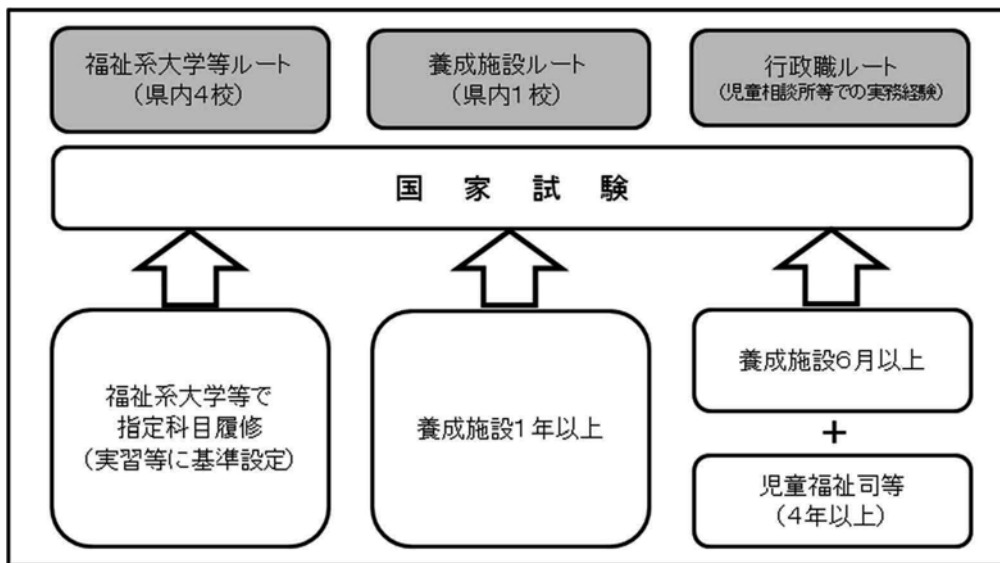 福祉系大学等ルート
(県内4校)
養成施設ルート
(県内1校)
行政職ルート
(児童相談所等での実務経験)
国 家 試 験
福祉系大学等で
指定科目履修
(実習等に基準設定)
養成施設1年以上
養成施設6月以上
+
児童福祉司等
(4年以上)